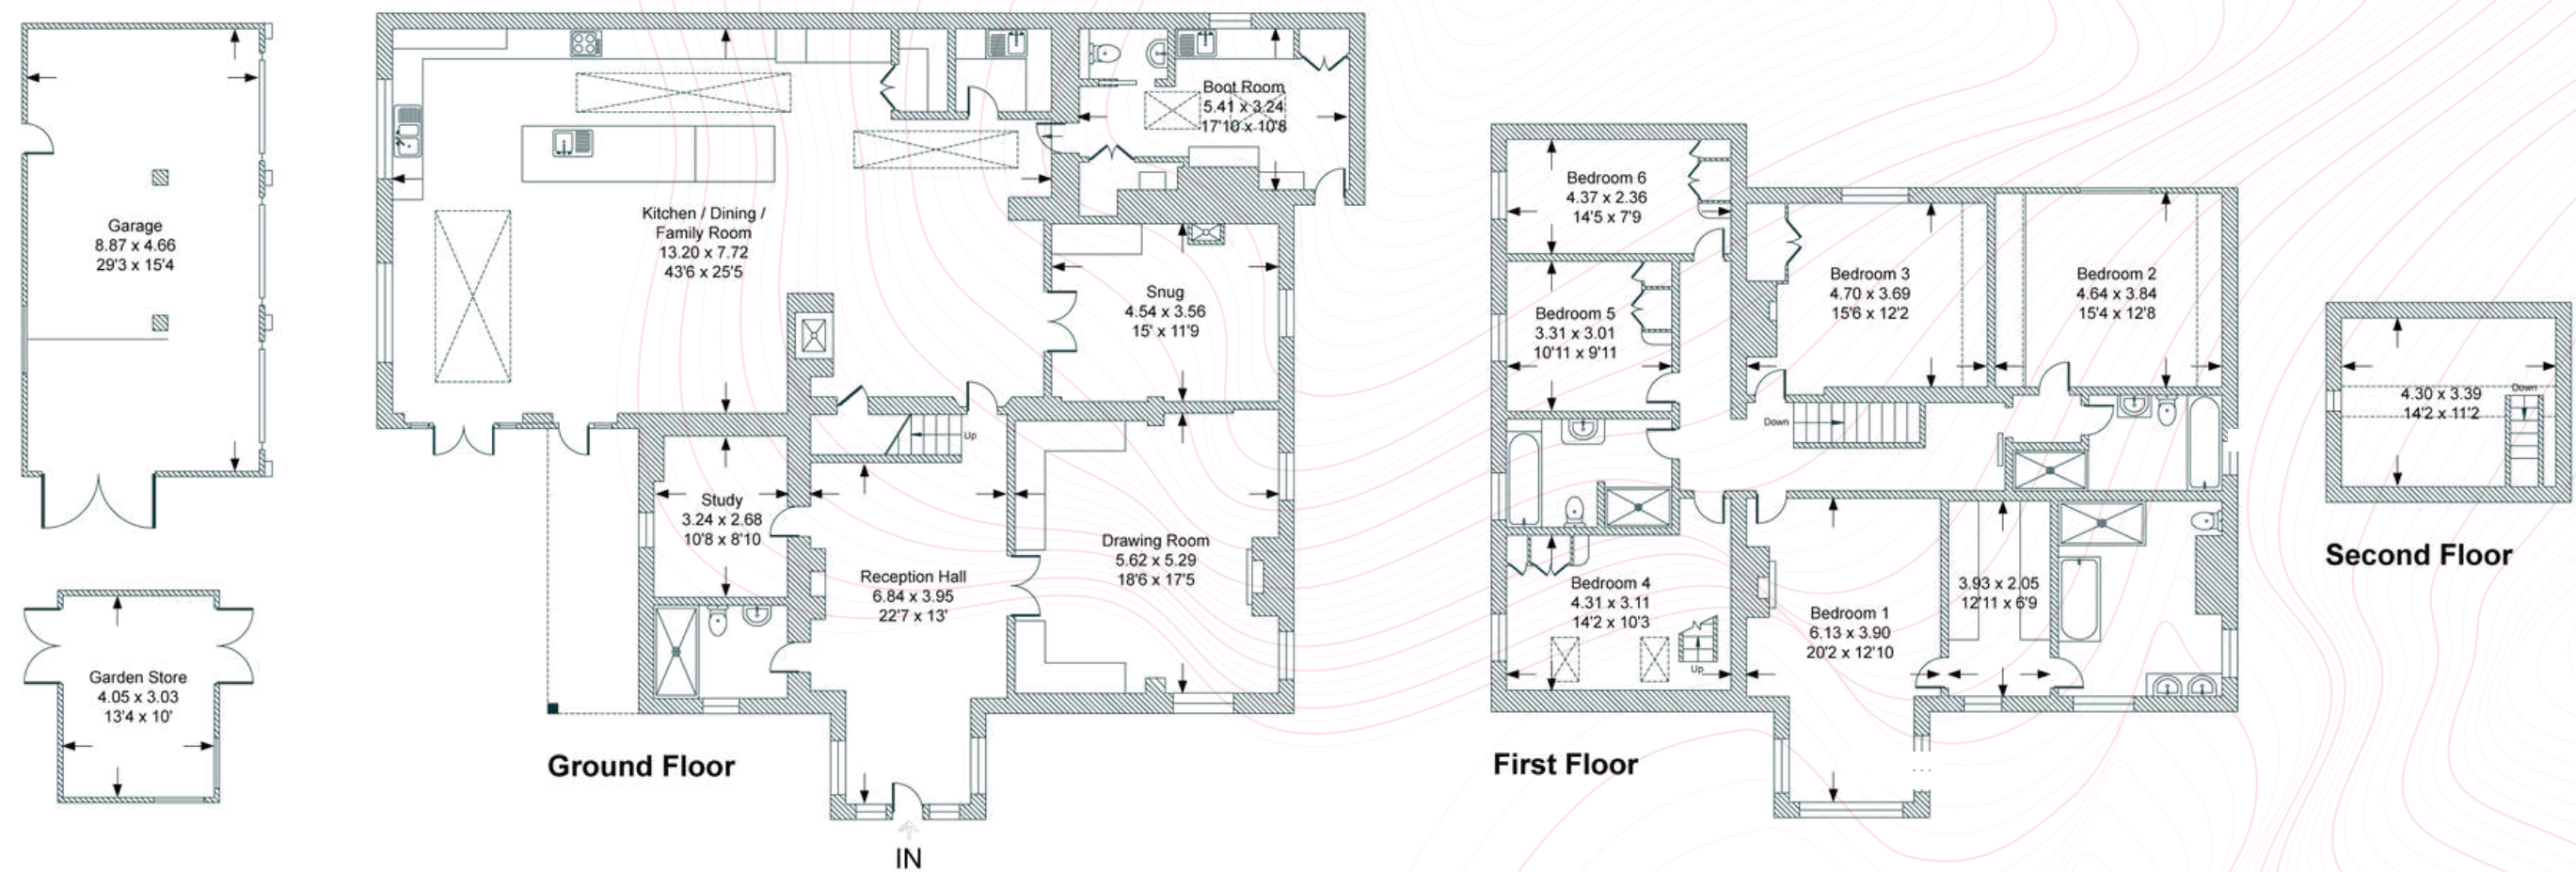 Garage
8.87 x 4.66
29'3 x 15'4
Garden Store
4.05 x 3.03
13'4 x 10'
Kitchen / Dining /
Family Room
13.20 x 7.72
43'6 x 25'5
Boot Room
5.41 x 3.24
17'10 x 10'8
Snug
4.54 x 3.56
15' x 11'9
Up
Study
3.24 x 2.68
10'8 x 8'10
Reception Hall
6.84 x 3.95
22'7 x 13'
Drawing Room
5.62 x 5.29
18'6 x 17'5
Ground Floor
IN
Bedroom 6
4.37 x 2.36
14'5 x 7'9
Bedroom 5
3.31 x 3.01
10'11 x 9'11
Bedroom 3
4.70 x 3.69
15'6 x 12'2
Bedroom 2
4.64 x 3.84
15'4 x 12'8
Down
Bedroom 4
4.31 x 3.11
14'2 x 10'3
Up
Bedroom 1
6.13 x 3.90
20'2 x 12'10
3.93 x 2.05
12'11 x 6'9
First Floor
Down
4.30 x 3.39
14'2 x 11'2
Second Floor